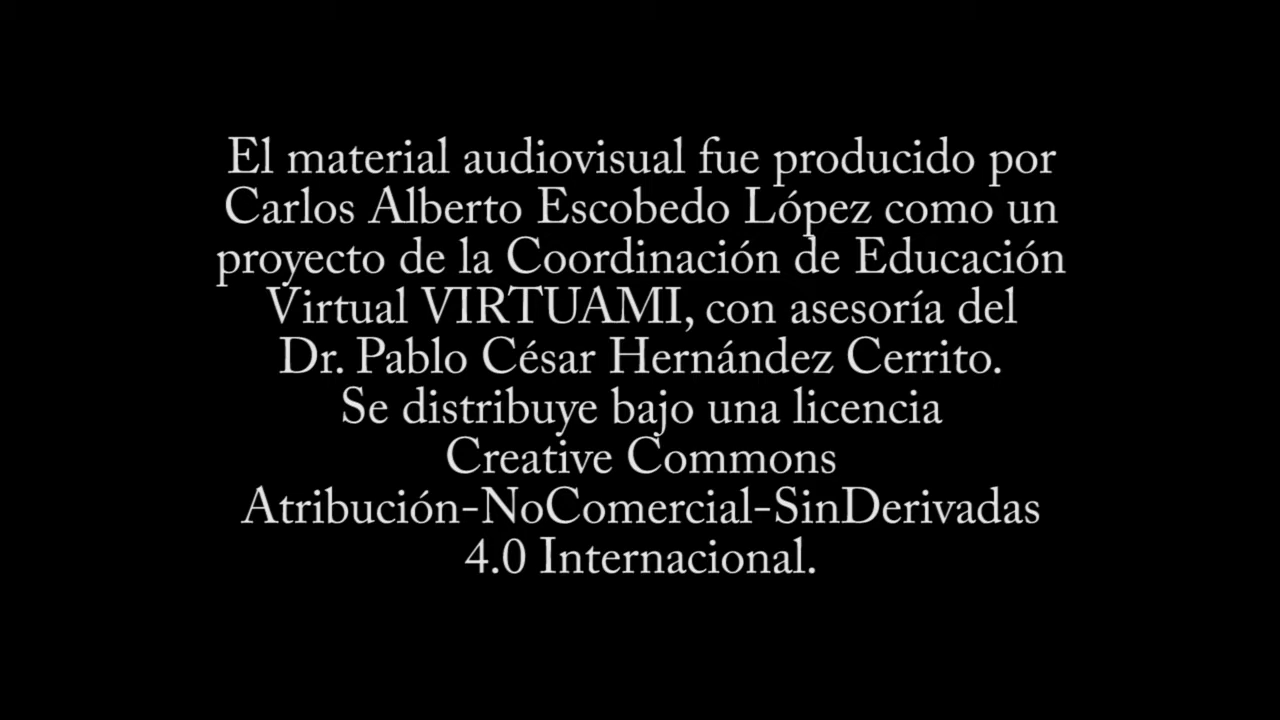 El material audiovisual fue producido por
Carlos Alberto Escobedo López como un
proyecto de la Coordinación de Educación
Virtual VIRTUAMI, con asesoría del
Dr. Pablo César Hernández Cerrito.
Se distribuye bajo una licencia
Creative Commons
Atribución-NoComercial-SinDerivadas
4.0 Internacional.